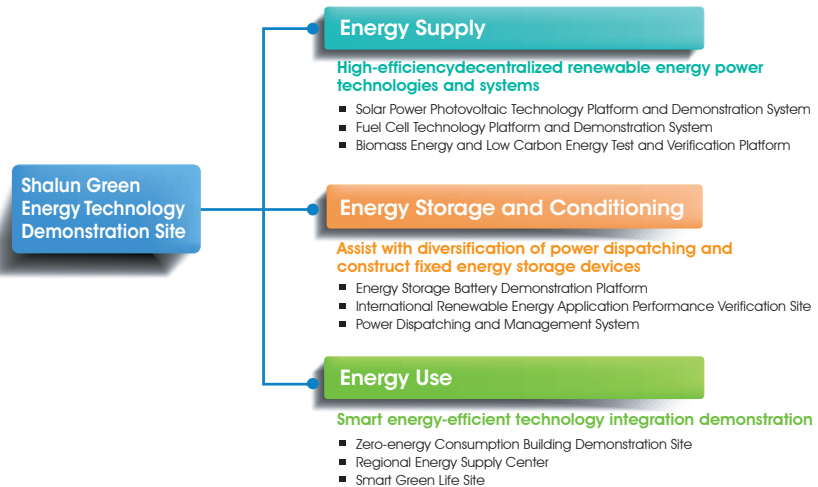 Shalun Green
Energy Technology
Demonstration Site
Energy Supply
High-efficiencydecentralized renewable energy power
technologies and systems
■ Solar Power Photovoltaic Technology Platform and Demonstration System
■ Fuel Cell Technology Platform and Demonstration System
■ Biomass Energy and Low Carbon Energy Test and Verification Platform
Energy Storage and Conditioning
Assist with diversification of power dispatching and
construct fixed energy storage devices
■ Energy Storage Battery Demonstration Platform
■ International Renewable Energy Application Performance Verification Site
■ Power Dispatching and Management System
Energy Use
Smart energy-efficient technology integration demonstration
■ Zero-energy Consumption Building Demonstration Site
■ Regional Energy Supply Center
■ Smart Green Life Site